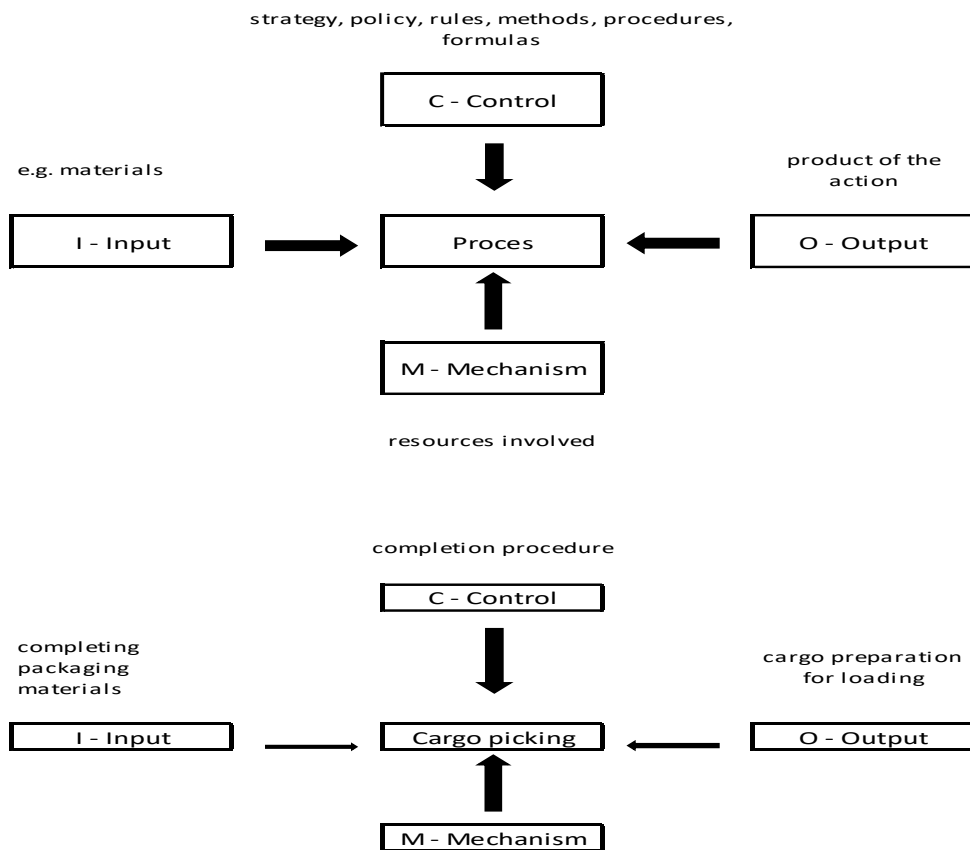 strategy, policy, rules, methods, procedures,
formulas
C - Control
e.g. materials
product of the
action
I - Input
Proces
O - Output
M - Mechanism
resources involved
completion procedure
C - Control
completing
packaging
materials
cargo preparation
for loading
I - Input
Cargo picking
O - Output
M - Mechanism